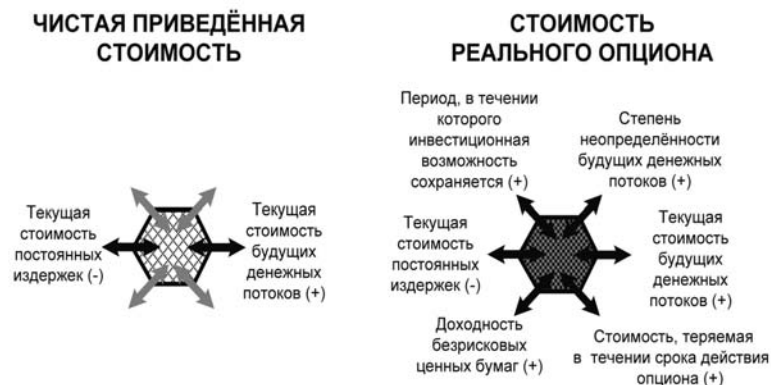 ЧИСТАЯ ПРИВЕДЁННАЯ
СТОИМОСТЬ
Текущая
стоимость
постоянных
издержек (-)
Текущая
стоимость
будущих
денежных
потоков (+)
СТОИМОСТЬ
РЕАЛЬНОГО ОПЦИОНА
Период, в течении
которого
инвестиционная
возможность
сохраняется (+)
Степень
неопределённости
будущих денежных
потоков (+)
Текущая
стоимость
постоянных
издержек (-)
Текущая
стоимость
будущих
денежных
потоков (+)
Доходность
безрисковых
ценных бумаг (+)
Стоимость, теряемая
в течении срока действия
опциона (+)